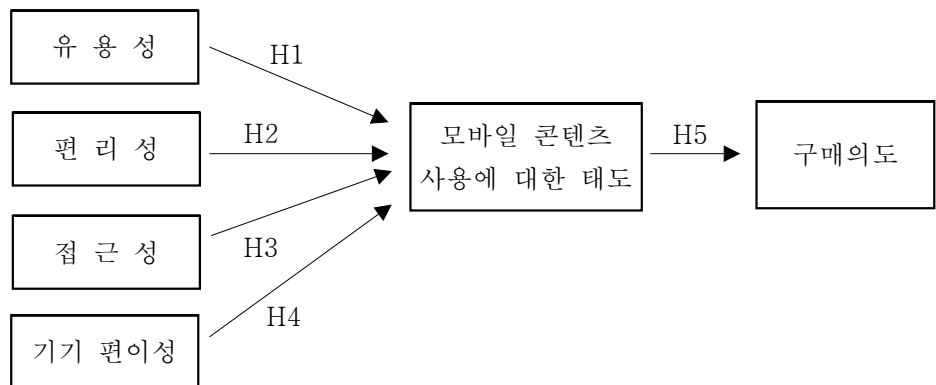 유 용 성
H1
편 리 성
H2
모바일 콘텐츠
사용에 대한 태도
H5
구매의도
접 근 성
H3
기기 편이성
H4